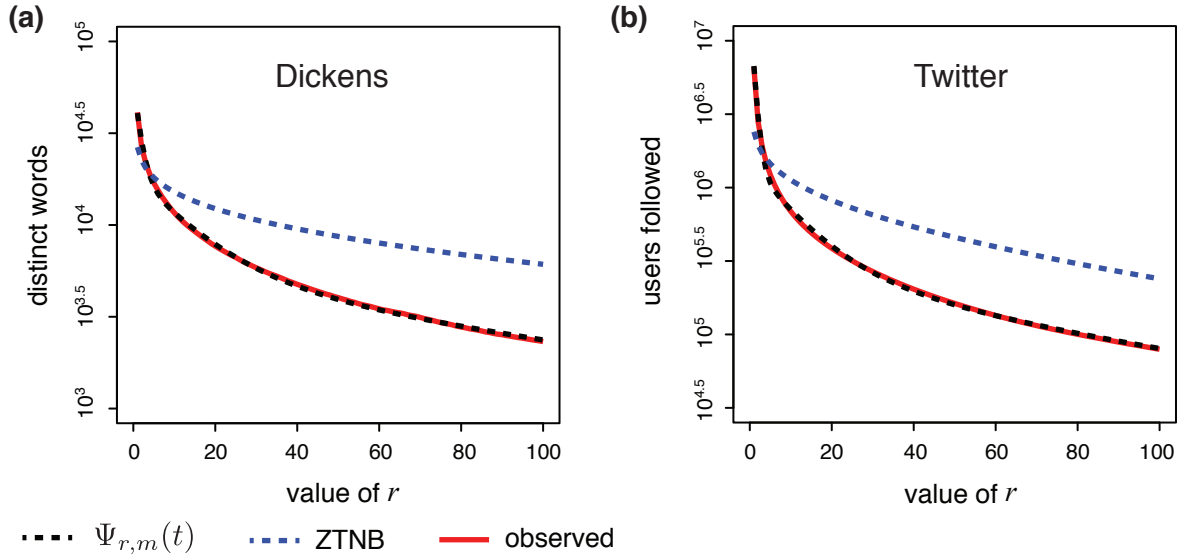 (a)
Dickens
distinct words
10^5
10^4.5
10^4
10^3.5
10^3
0 20 40 60 80 100
value of r
(b)
Twitter
users followed
10^7
10^6.5
10^6
10^5.5
10^5
10^4.5
0 20 40 60 80 100
value of r
Ψ_{r,m}(t) ZTNB observed